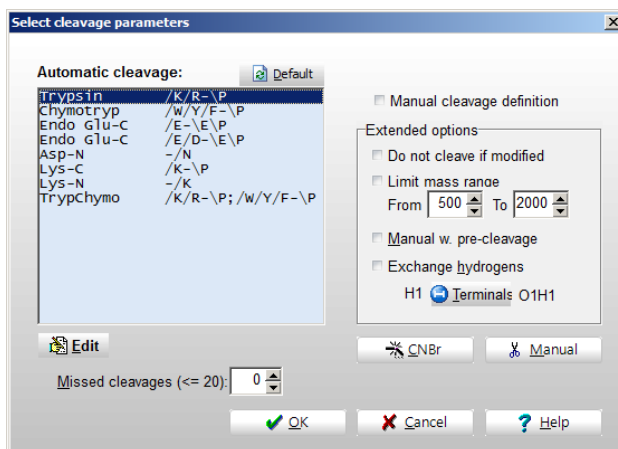 Select cleavage parameters
Automatic cleavage:
Default
Trypsin /K/R-\P
Chymotryp /W/Y/F-\P
Endo Glu-C /E-\E\P
Endo Glu-C /E/D-\E\P
Asp-N -/N
Lys-C /K-\P
Lys-N -/K
TrypChymo /K/R-\P;/W/Y/F-\P
Edit
Missed cleavages (<= 20): 0
Manual cleavage definition
Extended options
Do not cleave if modified
Limit mass range
From 500 To 2000
Manual w. pre-cleavage
Exchange hydrogens
H1 Terminals O1H1
CNBr Manual
OK Cancel Help